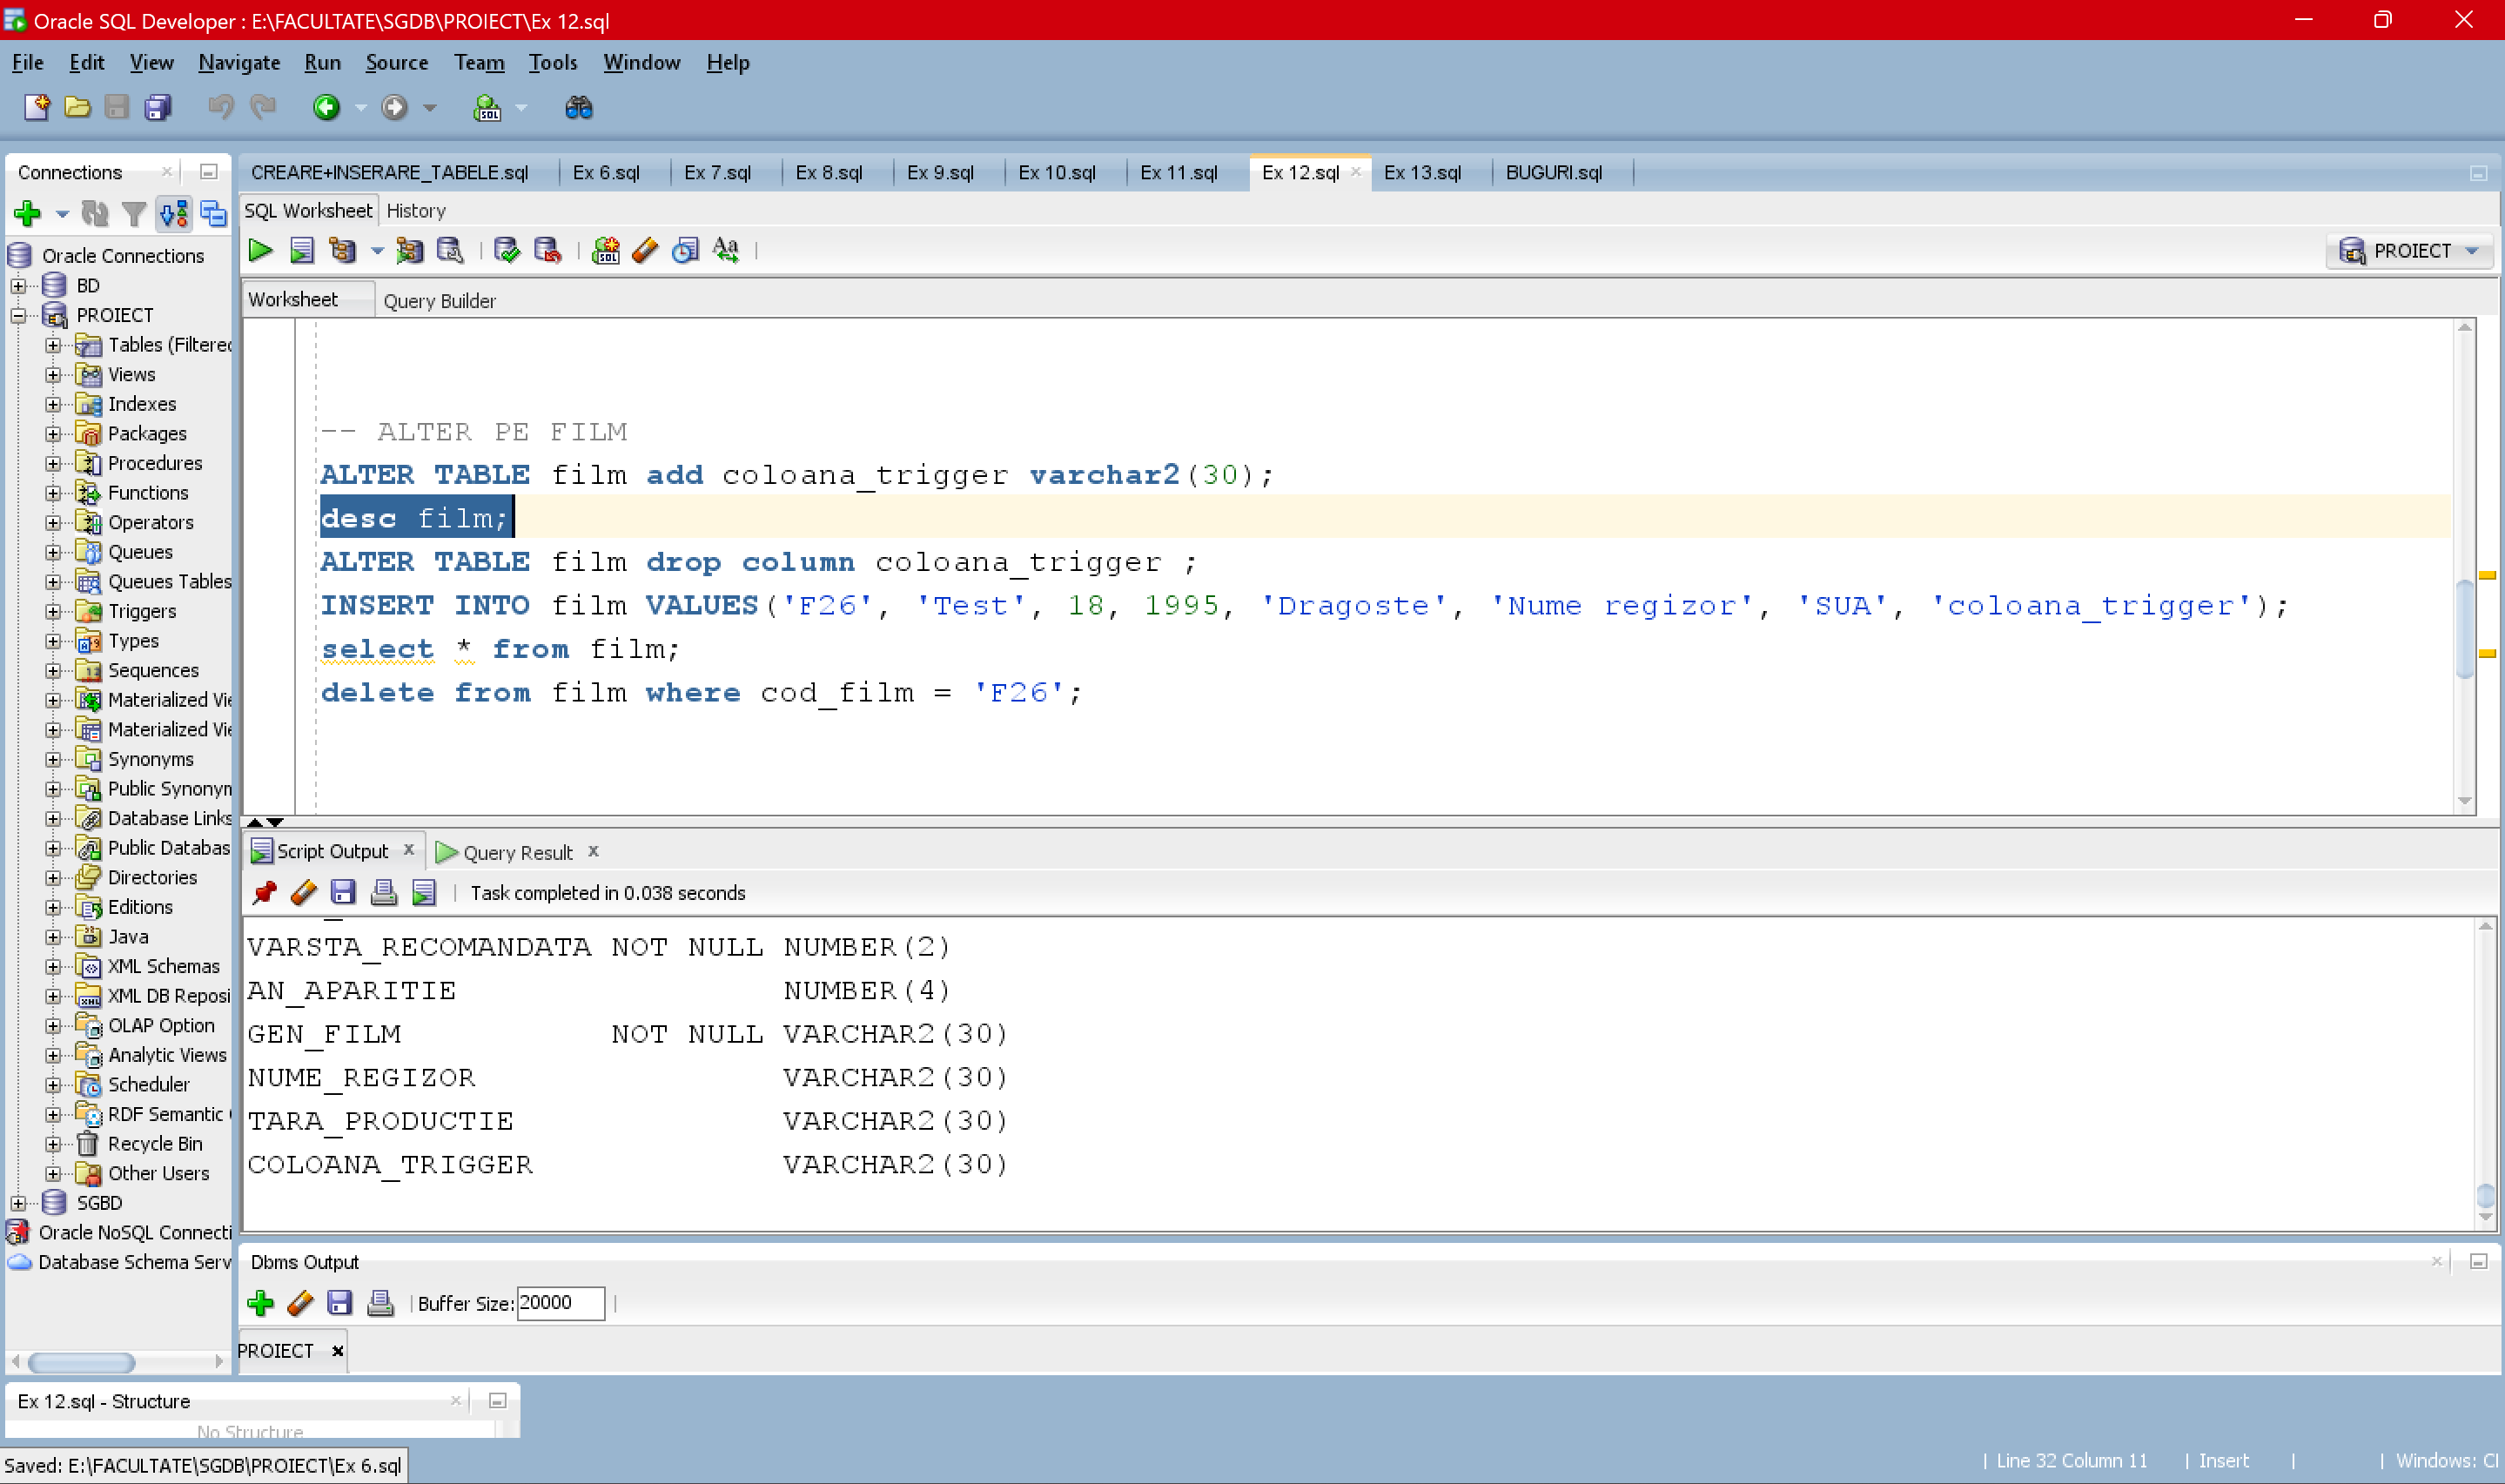 Oracle SQL Developer : E:\FACULTATE\SGDB\PROIECT\Ex 12.sql
File Edit View Navigate Run Source Team Tools Window Help
Connections
CREARE+INSERARE_TABELE.sql Ex 6.sql Ex 7.sql Ex 8.sql Ex 9.sql Ex 10.sql Ex 11.sql Ex 12.sql Ex 13.sql BUGURI.sql
SQL Worksheet History
PROIECT
Worksheet Query Builder
Oracle Connections
BD
PROIECT
Tables (Filtered
Views
Indexes
Packages
Procedures
Functions
Operators
Queues
Queues Tables
Triggers
Types
Sequences
Materialized Vie
Materialized Vie
Synonyms
Public Synonym
Database Links
Public Databas
Directories
Editions
Java
XML Schemas
XML DB Reposi
OLAP Option
Analytic Views
Scheduler
RDF Semantic
Recycle Bin
Other Users
SGBD
Oracle NoSQL Connecti
Database Schema Serv
-- ALTER PE FILM
ALTER TABLE film add coloana_trigger varchar2(30);
desc film;
ALTER TABLE film drop column coloana_trigger ;
INSERT INTO film VALUES('F26', 'Test', 18, 1995, 'Dragoste', 'Nume regizor', 'SUA', 'coloana_trigger');
select * from film;
delete from film where cod_film = 'F26';
Script Output x Query Result x
Task completed in 0.038 seconds
VARSTA_RECOMANDATA NOT NULL NUMBER(2)
AN_APARITIE NUMBER(4)
GEN_FILM NOT NULL VARCHAR2(30)
NUME_REGIZOR VARCHAR2(30)
TARA_PRODUCTIE VARCHAR2(30)
COLOANA_TRIGGER VARCHAR2(30)
Dbms Output
Buffer Size: 20000
PROIECT
Ex 12.sql - Structure
No Structure
Saved: E:\FACULTATE\SGDB\PROIECT\Ex 6.sql
Line 32 Column 11 | Insert | | Windows: Cl